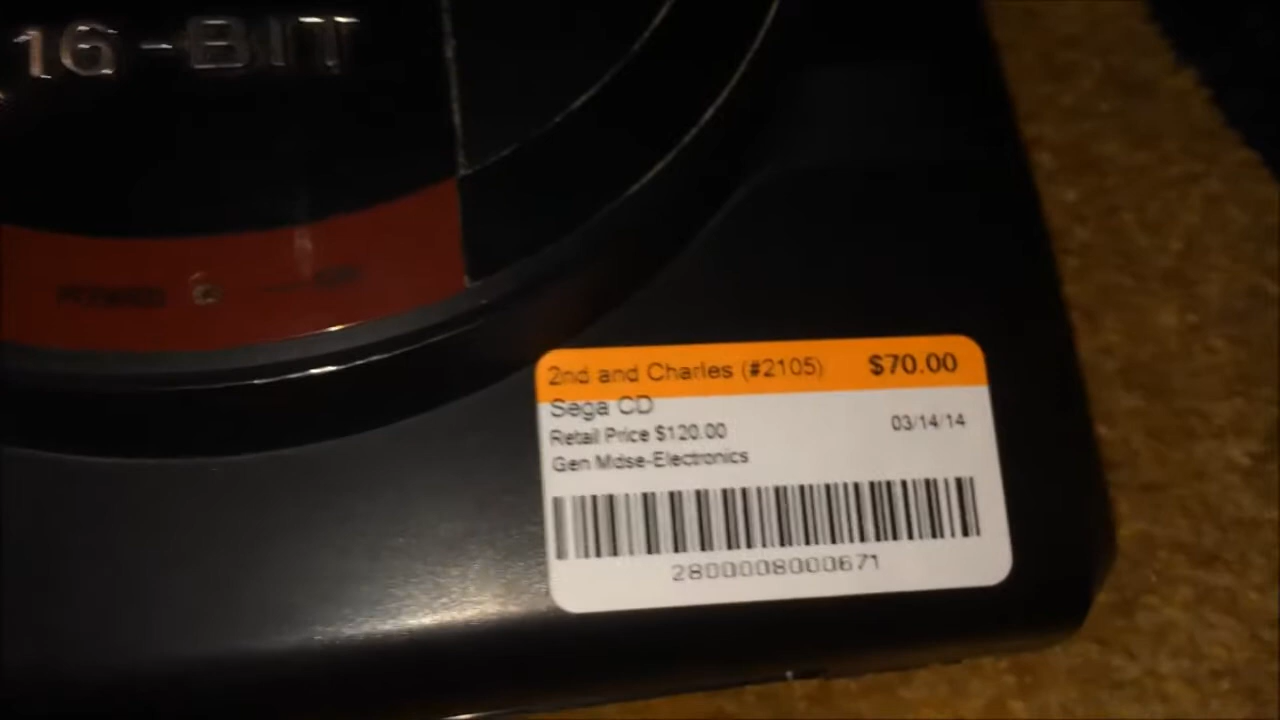 16-BIT
2nd and Charles (#2105) $70.00
Sega CD
Retail Price $120.00 03/14/14
Gen Mdse-Electronics
2800008000671